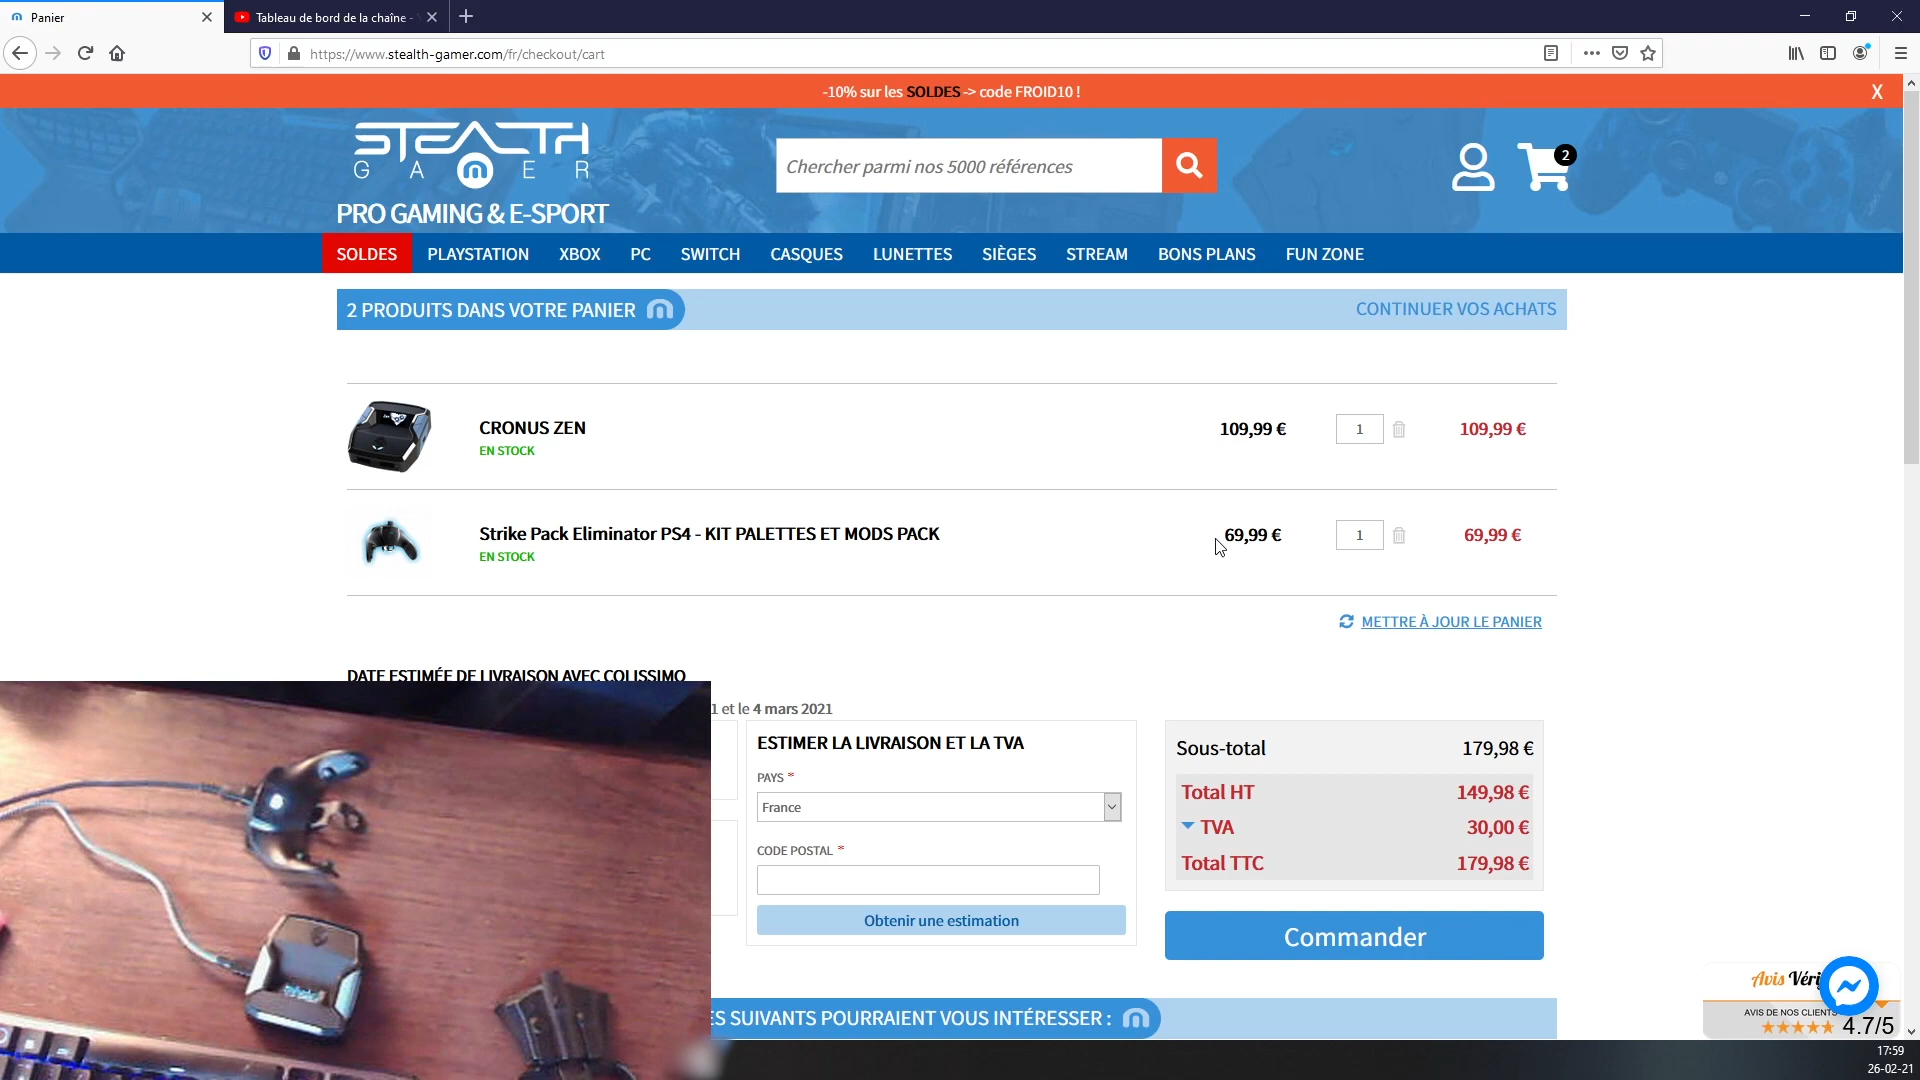 Panier
Tableau de bord de la chaîne -
https://www.stealth-gamer.com/fr/checkout/cart
-10% sur les SOLDES -> code FROID10 !
X
STEALTH
GAMER
PRO GAMING & E-SPORT
Chercher parmi nos 5000 références
2
SOLDES PLAYSTATION XBOX PC SWITCH CASQUES LUNETTES SIÈGES STREAM BONS PLANS FUN ZONE
2 PRODUITS DANS VOTRE PANIER
CONTINUER VOS ACHATS
CRONUS ZEN
EN STOCK
109,99 €
1
109,99 €
Strike Pack Eliminator PS4 - KIT PALETTES ET MODS PACK
EN STOCK
69,99 €
1
69,99 €
METTRE À JOUR LE PANIER
DATE ESTIMÉE DE LIVRAISON AVEC COLISSIMO
1 et le 4 mars 2021
ESTIMER LA LIVRAISON ET LA TVA
PAYS *
France
CODE POSTAL *
Obtenir une estimation
Sous-total 179,98 €
Total HT 149,98 €
TVA 30,00 €
Total TTC 179,98 €
Commander
ES SUIVANTS POURRAIENT VOUS INTÉRESSER :
Avis Véri
AVIS DE NOS CLIENTS
4.7/5
17:59
26-02-21